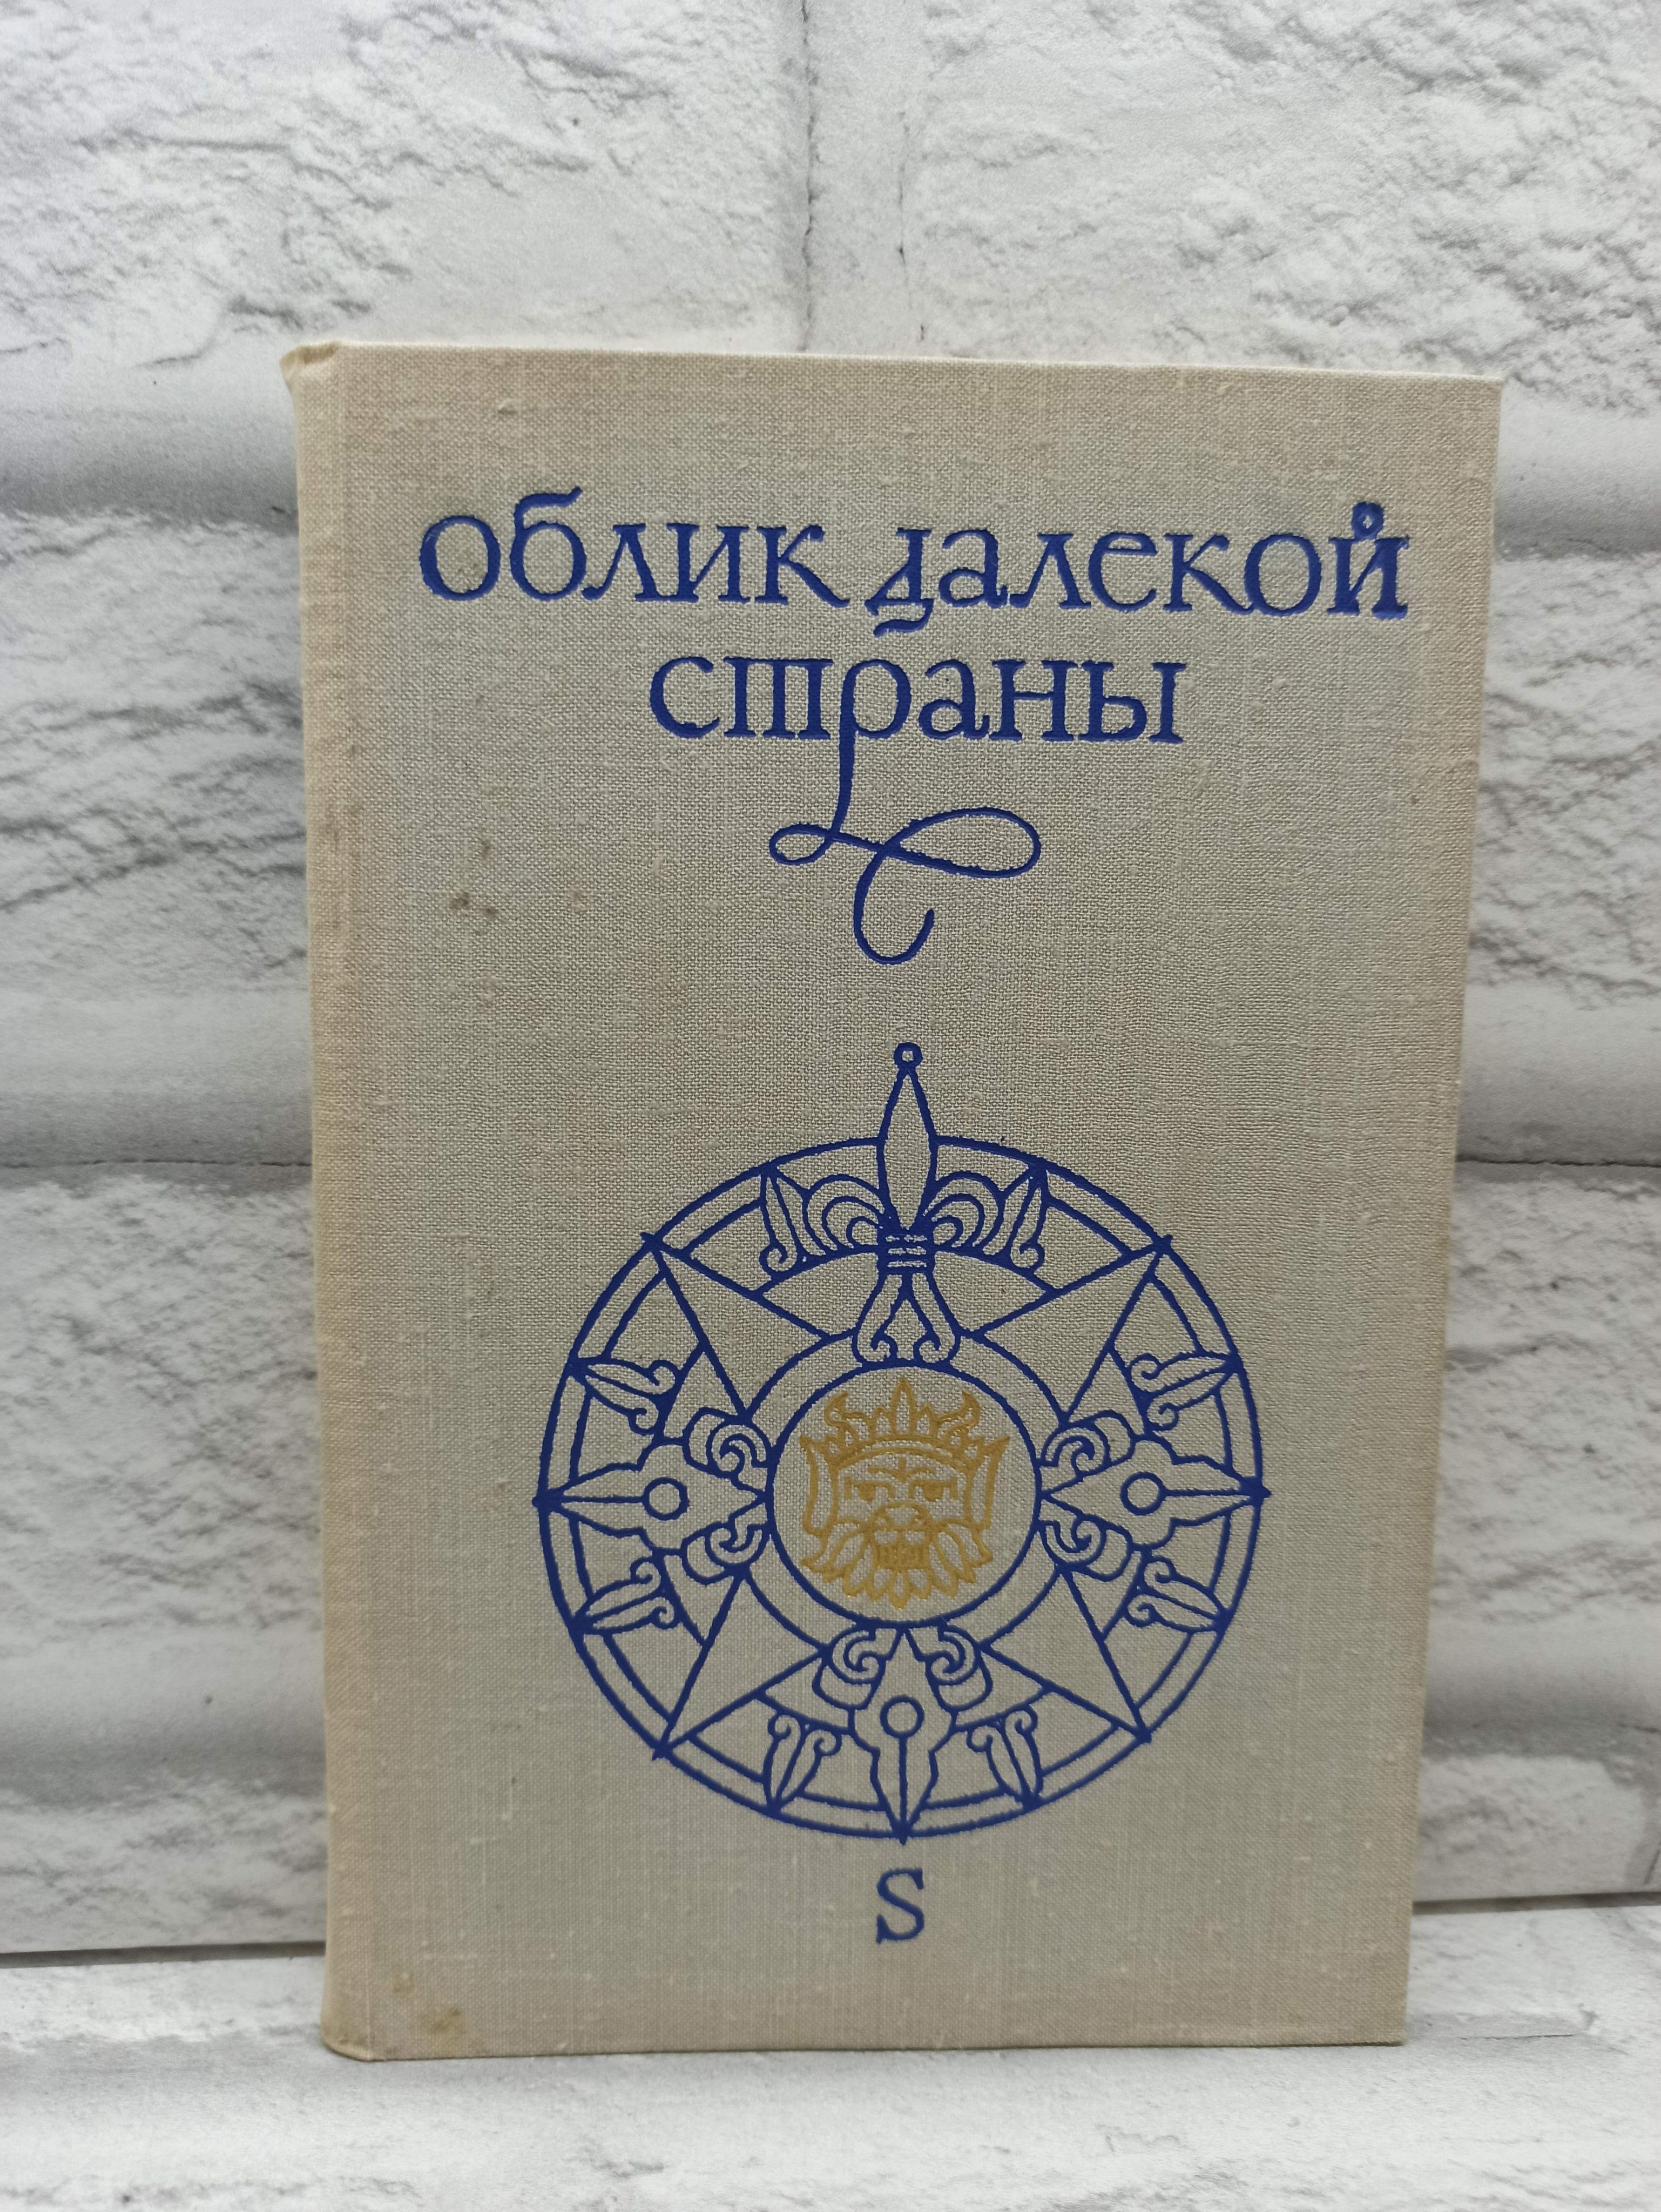 облик далекой
страны
S